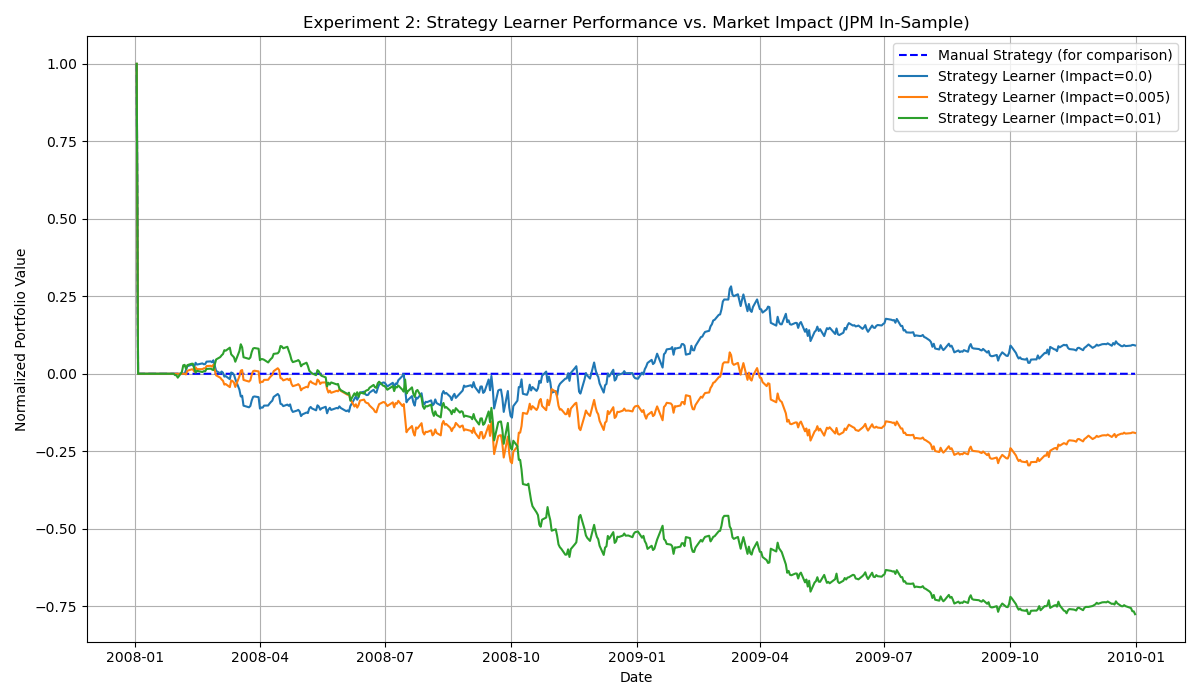 Experiment 2: Strategy Learner Performance vs. Market Impact (JPM In-Sample)
Manual Strategy (for comparison)
Strategy Learner (Impact=0.0)
Strategy Learner (Impact=0.005)
Strategy Learner (Impact=0.01)
Normalized Portfolio Value
1.00
0.75
0.50
0.25
0.00
−0.25
−0.50
−0.75
2008-01 2008-04 2008-07 2008-10 2009-01 2009-04 2009-07 2009-10 2010-01
Date